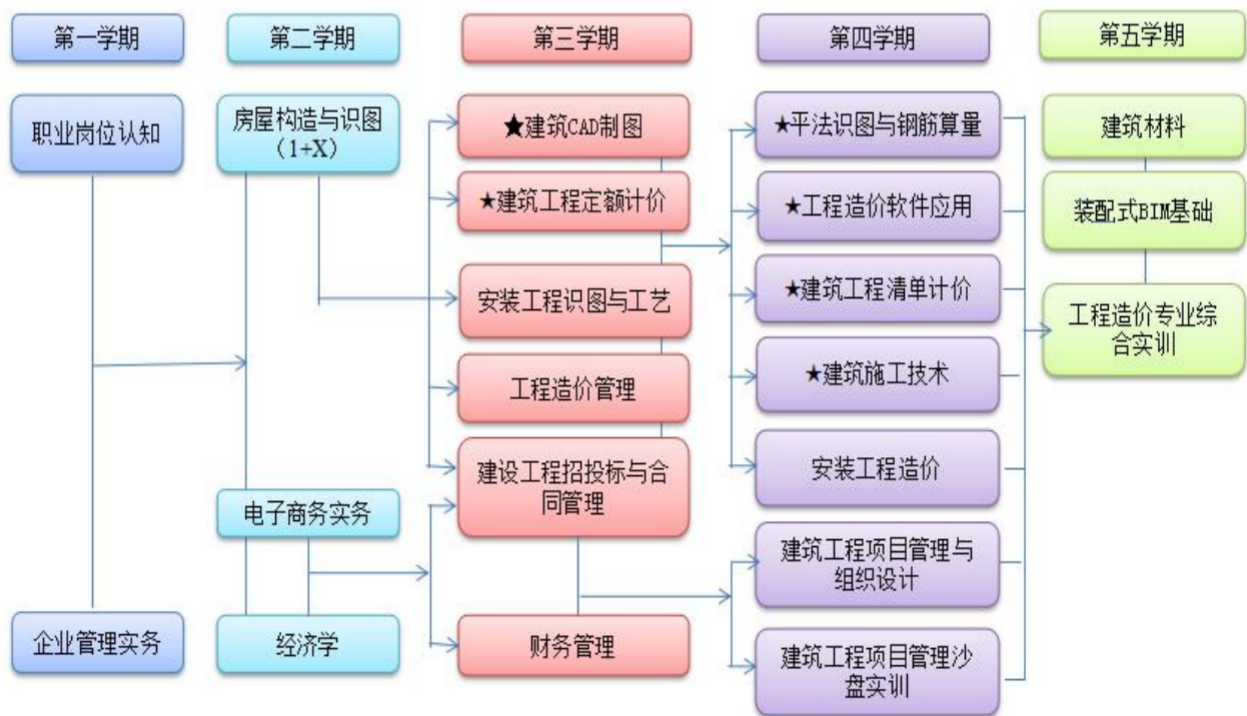 第一学期
第二学期
第三学期
第四学期
第五学期
职业岗位认知
企业管理实务
房屋构造与识图
（1+X）
电子商务实务
经济学
★建筑CAD制图
★建筑工程定额计价
安装工程识图与工艺
工程造价管理
建设工程招投标与合
同管理
财务管理
★平法识图与钢筋算量
★工程造价软件应用
★建筑工程清单计价
★建筑施工技术
安装工程造价
建筑工程项目管理与
组织设计
建筑工程项目管理沙
盘实训
建筑材料
装配式BIM基础
工程造价专业综
合实训